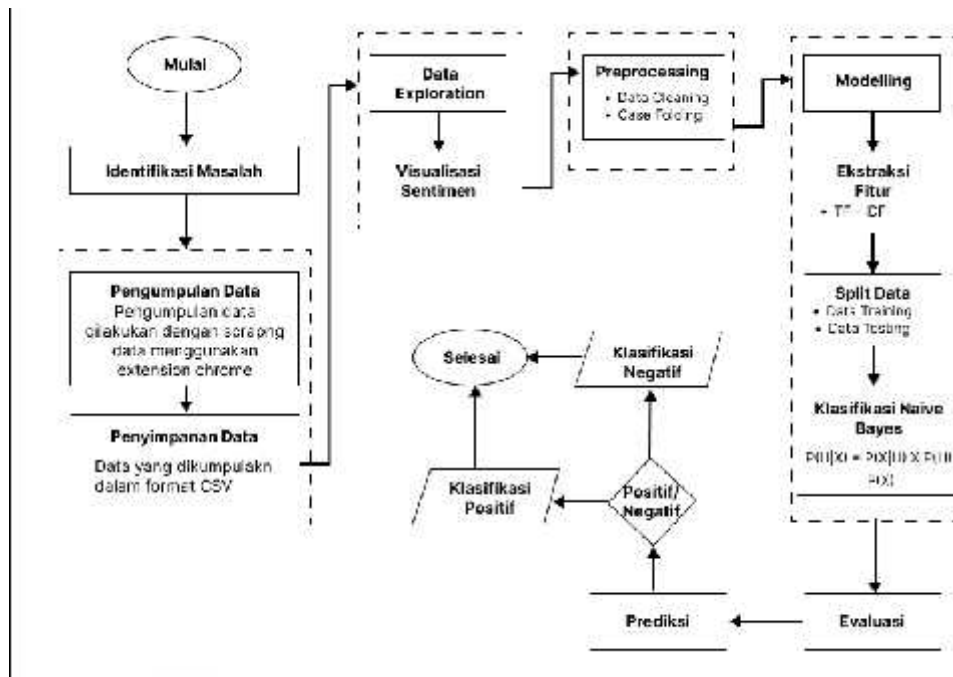 Mulai
Identifikasi Masalah
Pengumpulan Data
Pengumpulan data
dilakukan dengan
data menggunakan
extension chrome
Penyimpanan Data
Data yang dikumpulakn
dalam format CSV
Data
Exploration
Visualisasi
Sentimen
Preprocessing
• Data Cleaning
• Case Folding
Modelling
Ekstraksi
Fitur
• TF - IDF
Split Data
• Data Training
• Data Testing
Klasifikasi Naive
Bayes
P(H|X) = P(X|H) X P(H)
P(X)
Evaluasi
Prediksi
Positif/
Negatif
Klasifikasi
Negatif
Klasifikasi
Positif
Selesai